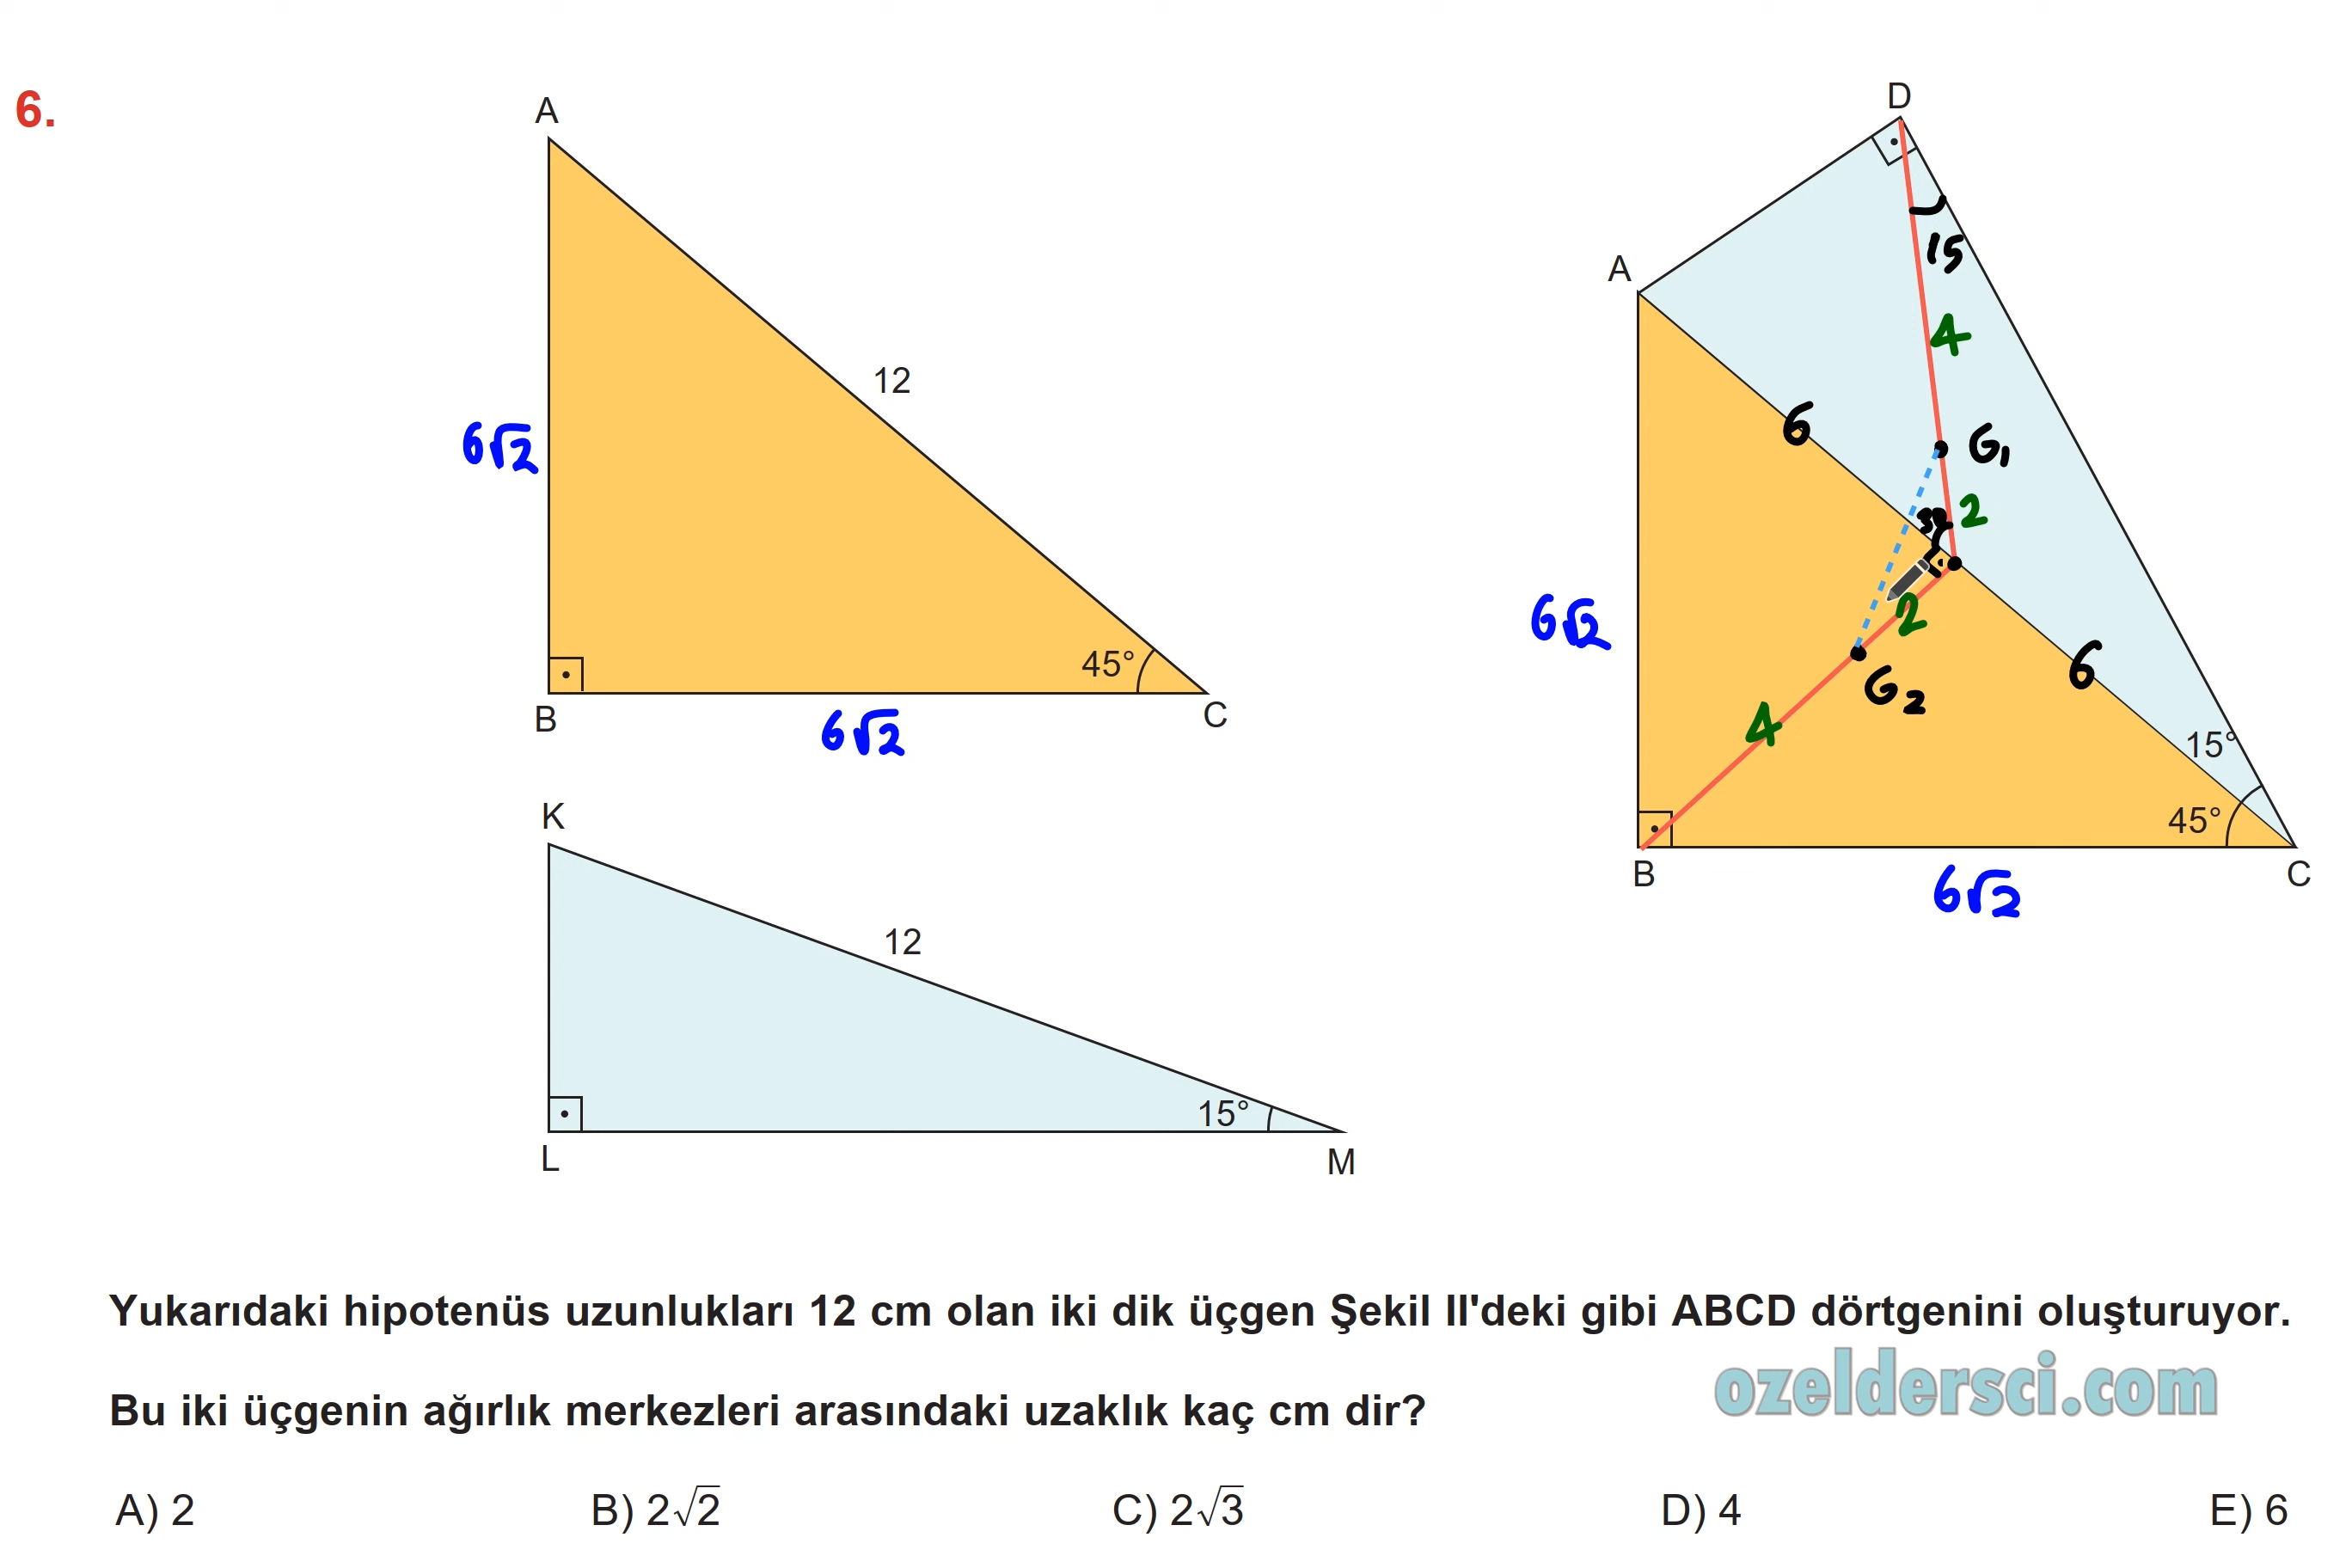 6.
A
12
6√2
45°
B
C
6√2
K
12
15°
L
M
D
15
4
A
6
G₁
2
30
2
6√2
G₂
6
4
15°
45°
B
C
6√2
Yukarıdaki hipotenüs uzunlukları 12 cm olan iki dik üçgen Şekil II'deki gibi ABCD dörtgenini oluşturuyor.
Bu iki üçgenin ağırlık merkezleri arasındaki uzaklık kaç cm dir?
ozeldersci.com
A) 2 B) 2√2 C) 2√3 D) 4 E) 6